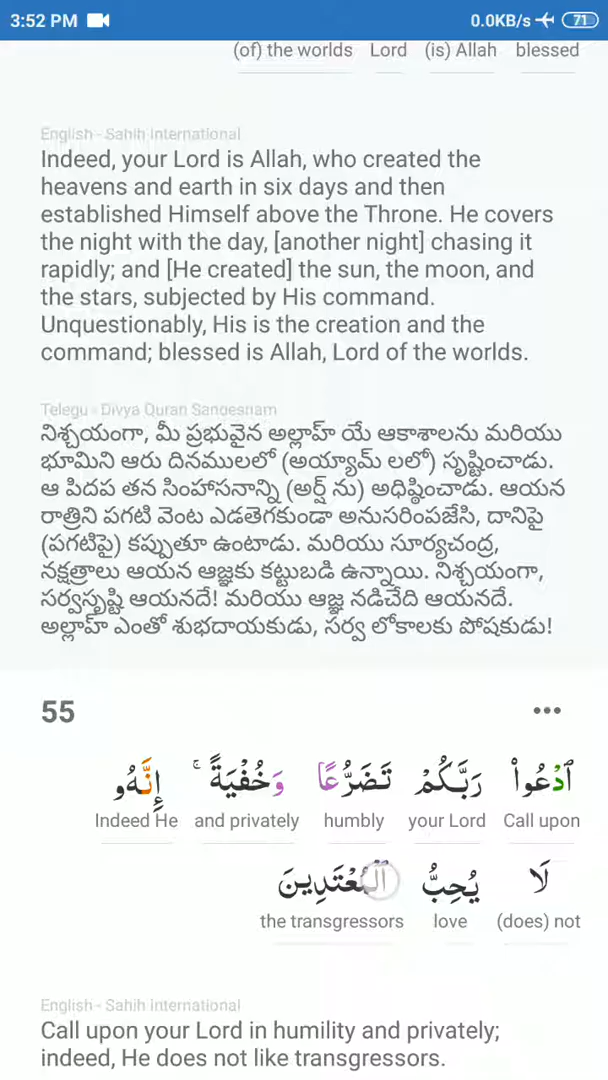 3:52 PM 0.0KB/s 71
(of) the worlds Lord (is) Allah blessed
English - Sahih International
Indeed, your Lord is Allah, who created the
heavens and earth in six days and then
established Himself above the Throne. He covers
the night with the day, [another night] chasing it
rapidly; and [He created] the sun, the moon, and
the stars, subjected by His command.
Unquestionably, His is the creation and the
command; blessed is Allah, Lord of the worlds.
Telegu - Divya Quran Sandesham
నిశ్చయంగా, మీ ప్రభువైన అల్లాహ్ యే ఆకాశాలను మరియు
భూమిని ఆరు దినములలో (అయ్యామ్ లలో) సృష్టించాడు.
ఆ పిదప తన సింహాసనాన్ని (అర్ష్ ను) అధిష్ఠించాడు. ఆయన
రాత్రిని పగటి వెంట ఎడతెగకుండా అనుసరింపజేసి, దానిపై
(పగటిపై) కప్పుతూ ఉంటాడు. మరియు సూర్యచంద్ర,
నక్షత్రాలు ఆయన ఆజ్ఞకు కట్టుబడి ఉన్నాయి. నిశ్చయంగా,
సర్వసృష్టి ఆయనదే! మరియు ఆజ్ఞ నడిచేది ఆయనదే.
అల్లాహ్ ఎంతో శుభదాయకుడు, సర్వ లోకాలకు పోషకుడు!
55
ٱدْعُوا۟ رَبَّكُمْ تَضَرُّعًا وَخُفْيَةً ۚ إِنَّهُۥ
Indeed He and privately humbly your Lord Call upon
لَا يُحِبُّ ٱلْمُعْتَدِينَ
the transgressors love (does) not
English - Sahih International
Call upon your Lord in humility and privately;
indeed, He does not like transgressors.